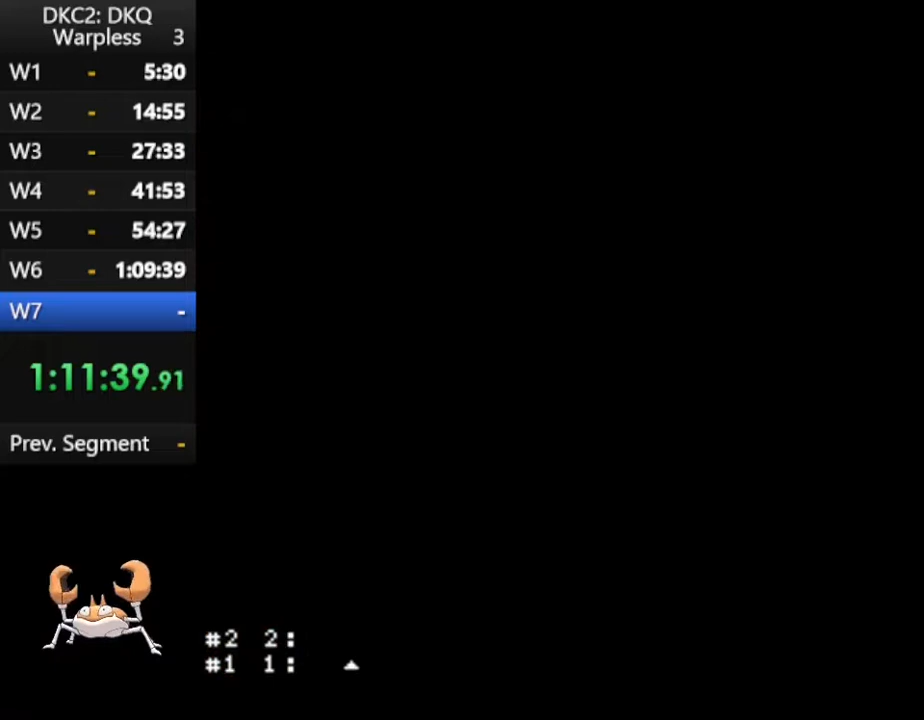 DKC2: DKQ
Warpless 3
W1 - 5:30
W2 - 14:55
W3 - 27:33
W4 - 41:53
W5 - 54:27
W6 - 1:09:39
W7 -
1:11:39.91
Prev. Segment -
#2 2:
#1 1: ▲